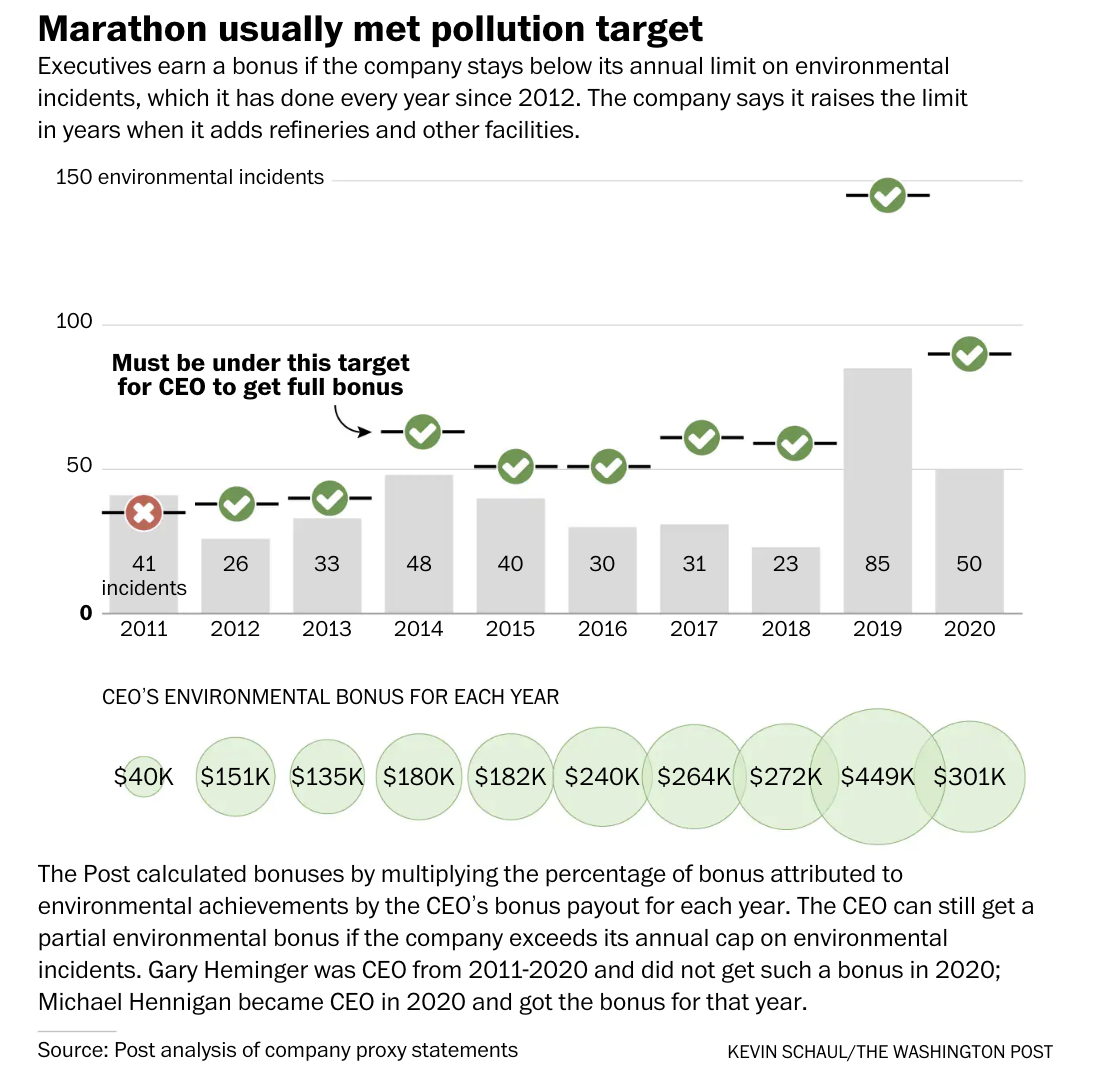 Marathon usually met pollution target
Executives earn a bonus if the company stays below its annual limit on environmental
incidents, which it has done every year since 2012. The company says it raises the limit
in years when it adds refineries and other facilities.
150 environmental incidents
100
Must be under this target
for CEO to get full bonus
50
41 26 33 48 40 30 31 23 85 50
incidents
0
2011 2012 2013 2014 2015 2016 2017 2018 2019 2020
CEO’S ENVIRONMENTAL BONUS FOR EACH YEAR
$40K $151K $135K $180K $182K $240K $264K $272K $449K $301K
The Post calculated bonuses by multiplying the percentage of bonus attributed to
environmental achievements by the CEO’s bonus payout for each year. The CEO can still get a
partial environmental bonus if the company exceeds its annual cap on environmental
incidents. Gary Heminger was CEO from 2011-2020 and did not get such a bonus in 2020;
Michael Hennigan became CEO in 2020 and got the bonus for that year.
Source: Post analysis of company proxy statements
KEVIN SCHAUL/THE WASHINGTON POST